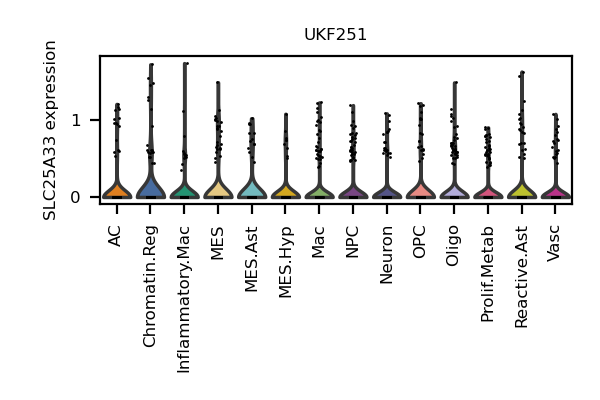 UKF251
SLC25A33 expression
1
0
AC
Chromatin.Reg
Inflammatory.Mac
MES
MES.Ast
MES.Hyp
Mac
NPC
Neuron
OPC
Oligo
Prolif.Metab
Reactive.Ast
Vasc